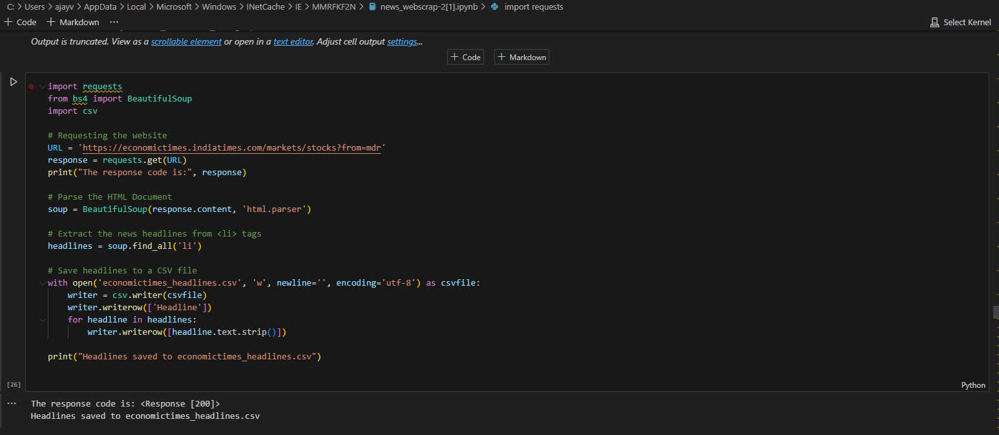 C: > Users > ajayv > AppData > Local > Microsoft > Windows > INetCache > IE > MMRFKF2N > news_webscrap-2[1].ipynb > import requests
+ Code + Markdown ...
Select Kernel
Output is truncated. View as a scrollable element or open in a text editor. Adjust cell output settings...
+ Code + Markdown
import requests
from bs4 import BeautifulSoup
import csv
# Requesting the website
URL = 'https://economictimes.indiatimes.com/markets/stocks?from=mdr'
response = requests.get(URL)
print("The response code is:", response)
# Parse the HTML Document
soup = BeautifulSoup(response.content, 'html.parser')
# Extract the news headlines from <li> tags
headlines = soup.find_all('li')
# Save headlines to a CSV file
with open('economictimes_headlines.csv', 'w', newline='', encoding='utf-8') as csvfile:
    writer = csv.writer(csvfile)
    writer.writerow(['Headline'])
    for headline in headlines:
        writer.writerow([headline.text.strip()])
print("Headlines saved to economictimes_headlines.csv")
[26]
Python
... The response code is: <Response [200]>
Headlines saved to economictimes_headlines.csv